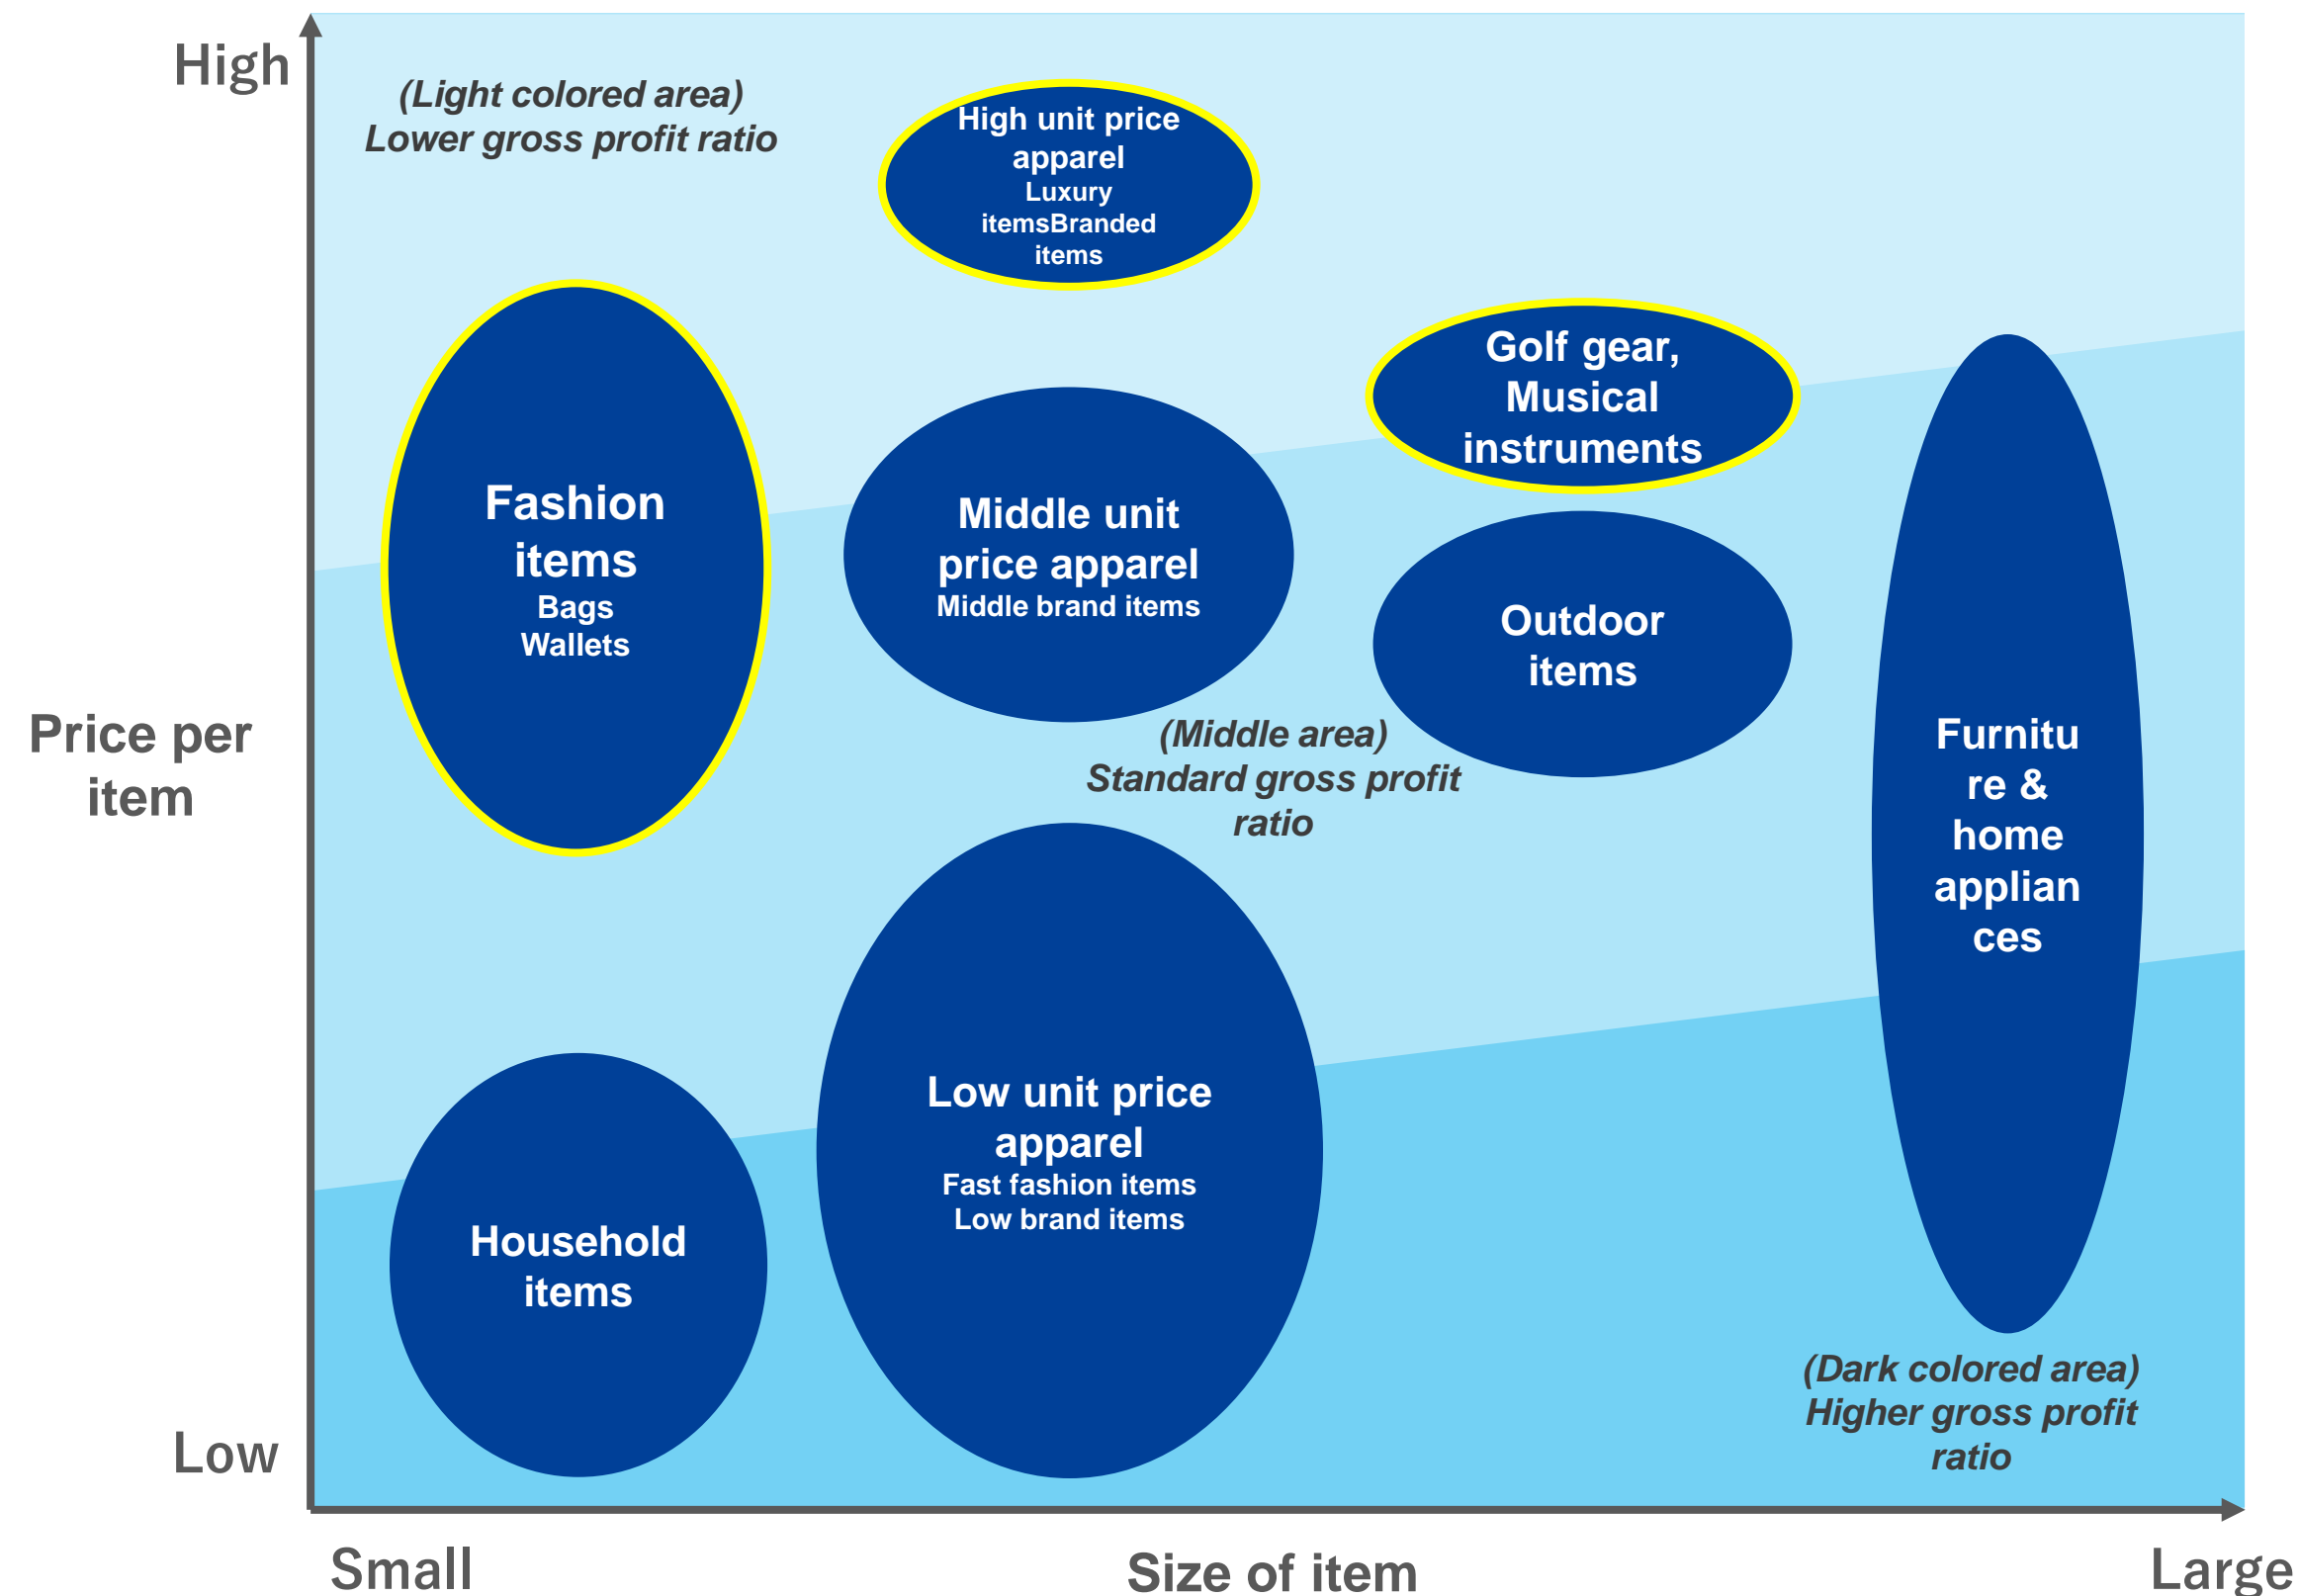 High
(Light colored area)
Lower gross profit ratio
High unit price
apparel
Luxury
itemsBranded
items
Golf gear,
Musical
instruments
Fashion
items
Bags
Wallets
Middle unit
price apparel
Middle brand items
Outdoor
items
Price per
item
(Middle area)
Standard gross profit
ratio
Furnitu
re &
home
applian
ces
Low unit price
apparel
Fast fashion items
Low brand items
Household
items
(Dark colored area)
Higher gross profit
ratio
Low
Small
Size of item
Large